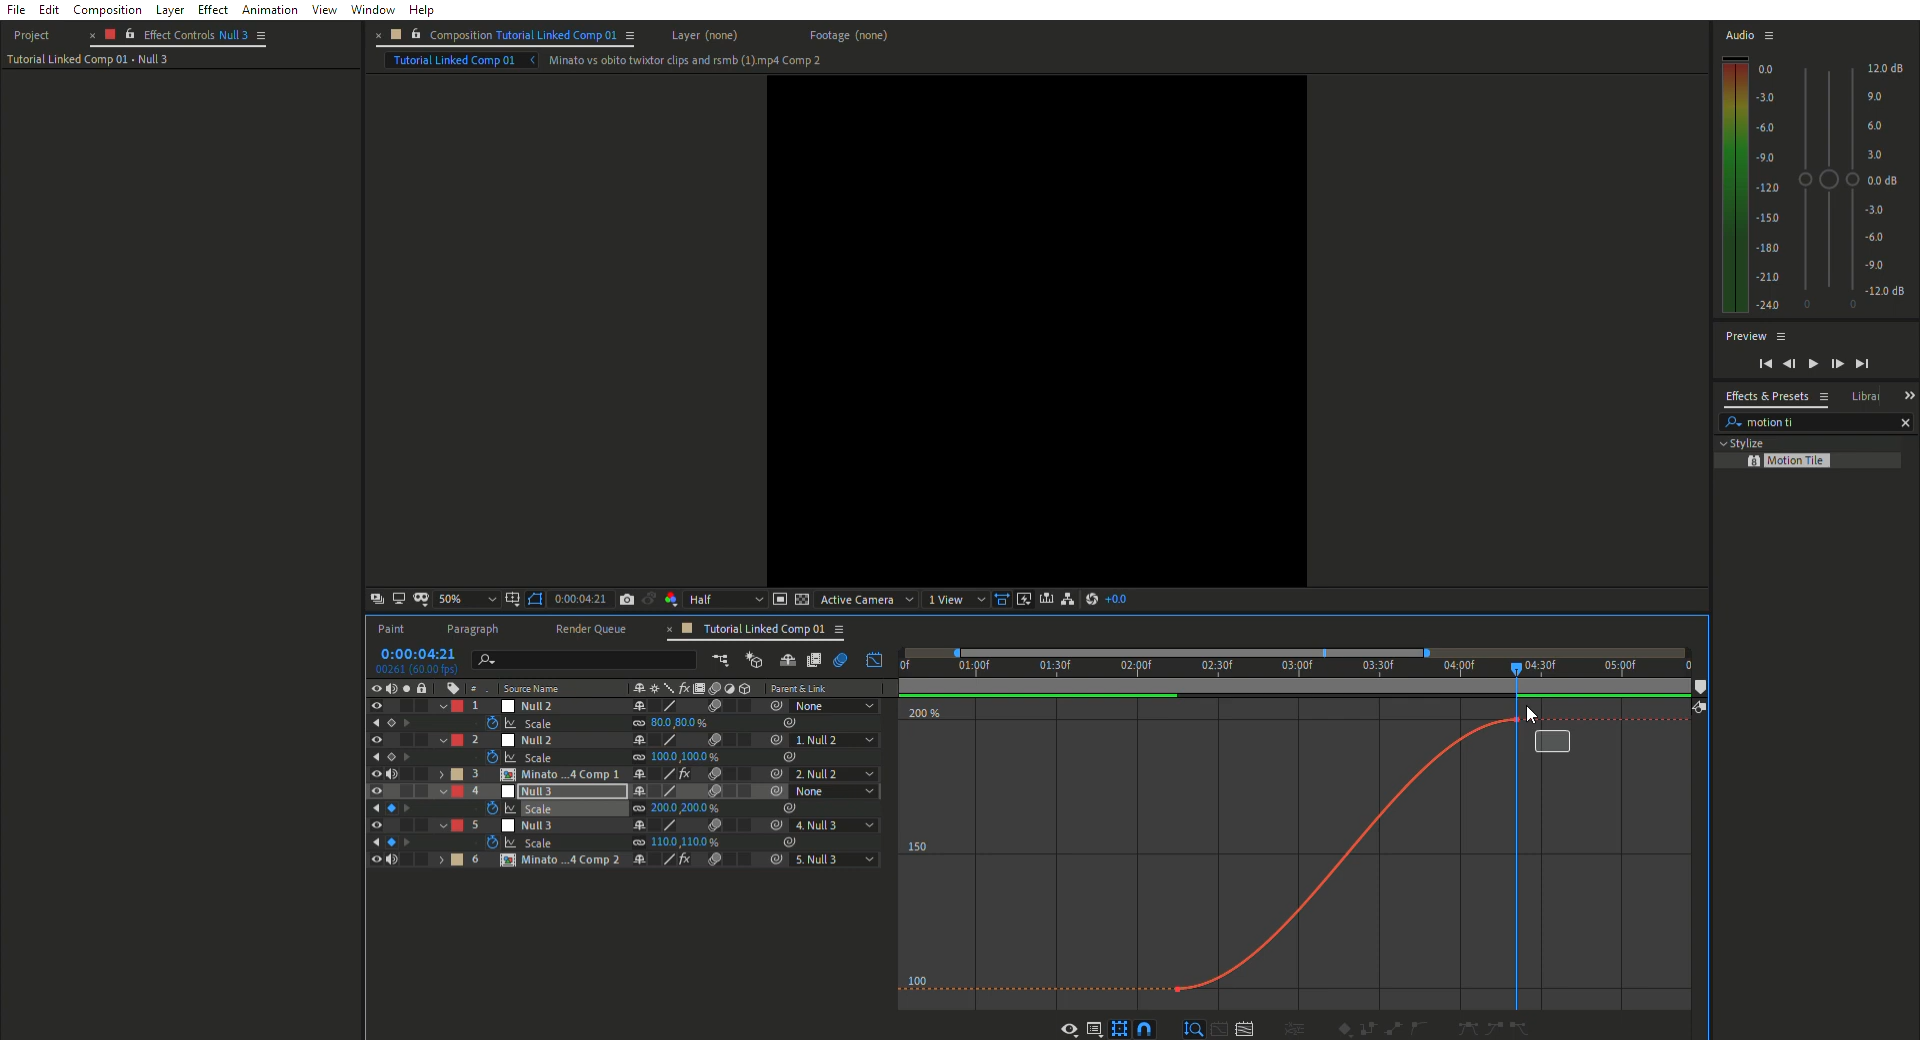 File Edit Composition Layer Effect Animation View Window Help
Project × Effect Controls Null 3 ≡
Tutorial Linked Comp 01 • Null 3
× Composition Tutorial Linked Comp 01 ≡ Layer (none) Footage (none)
Tutorial Linked Comp 01 < Minato vs obito twixtor clips and rsmb (1).mp4 Comp 2
Audio ≡
0.0
-3.0
-6.0
-9.0
-12.0
-15.0
-18.0
-21.0
-24.0
12.0 dB
9.0
6.0
3.0
0.0 dB
-3.0
-6.0
-9.0
-12.0 dB
0 0
Preview ≡
Effects & Presets ≡ Librar »
motion ti ×
Stylize
Motion Tile
50% 0:00:04:21 Half Active Camera 1 View +0.0
Paint Paragraph Render Queue × Tutorial Linked Comp 01 ≡
0:00:04:21
00261 (60.00 fps)
# . Source Name fx Parent & Link
1 Null 2 None
Scale 80.0,80.0 %
2 Null 2 1. Null 2
Scale 100.0,100.0 %
3 Minato ...4 Comp 1 fx 2. Null 2
4 Null 3 None
Scale 200.0,200.0 %
5 Null 3 4. Null 3
Scale 110.0,110.0 %
6 Minato ...4 Comp 2 fx 5. Null 3
0f 01:00f 01:30f 02:00f 02:30f 03:00f 03:30f 04:00f 04:30f 05:00f 0
200 %
150
100